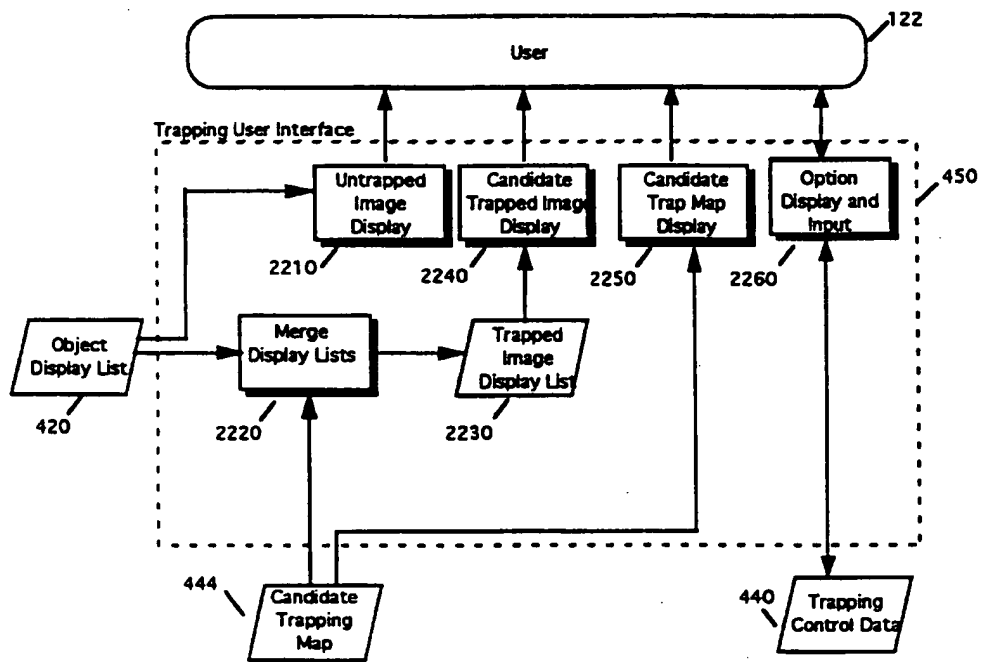 122
User
Trapping User Interface
450
Untrapped
Image
Display
Candidate
Trapped Image
Display
Candidate
Trap Map
Display
Option
Display and
Input
2210
2240
2250
2260
Object
Display List
Merge
Display Lists
Trapped
Image
Display List
420
2220
2230
444
Candidate
Trapping
Map
440
Trapping
Control Data